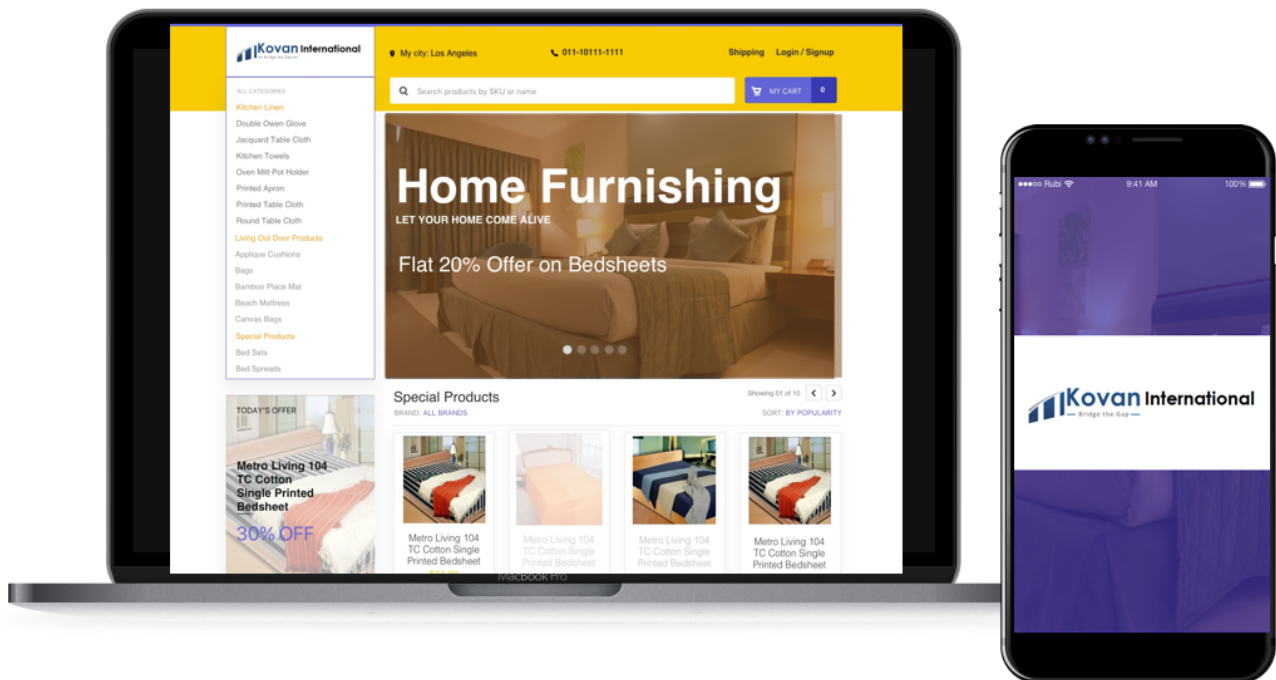 Kovan International
Bridge the Gap
My city: Los Angeles
011-10111-1111
Shipping
Login / Signup
Search products by SKU or name
MY CART
0
ALL CATEGORIES
Kitchen Linen
Double Owen Glove
Jacquard Table Cloth
Kitchen Towels
Oven Mitt Pot Holder
Printed Apron
Printed Table Cloth
Round Table Cloth
Living Out Door Products
Applique Cushions
Bags
Bamboo Place Mat
Beach Mattress
Canvas Bags
Special Products
Bed Sets
Bed Spreads
Home Furnishing
LET YOUR HOME COME ALIVE
Flat 20% Offer on Bedsheets
TODAY'S OFFER
Metro Living 104
TC Cotton
Single Printed
Bedsheet
30% OFF
Special Products
Showing 01 of 10
BRAND: ALL BRANDS
SORT: BY POPULARITY
Metro Living 104
TC Cotton Single
Printed Bedsheet
Metro Living 104
TC Cotton Single
Printed Bedsheet
Metro Living 104
TC Cotton Single
Printed Bedsheet
Metro Living 104
TC Cotton Single
Printed Bedsheet
MacBook Pro
Rubi
9:41 AM
100%
Kovan International
Bridge the Gap